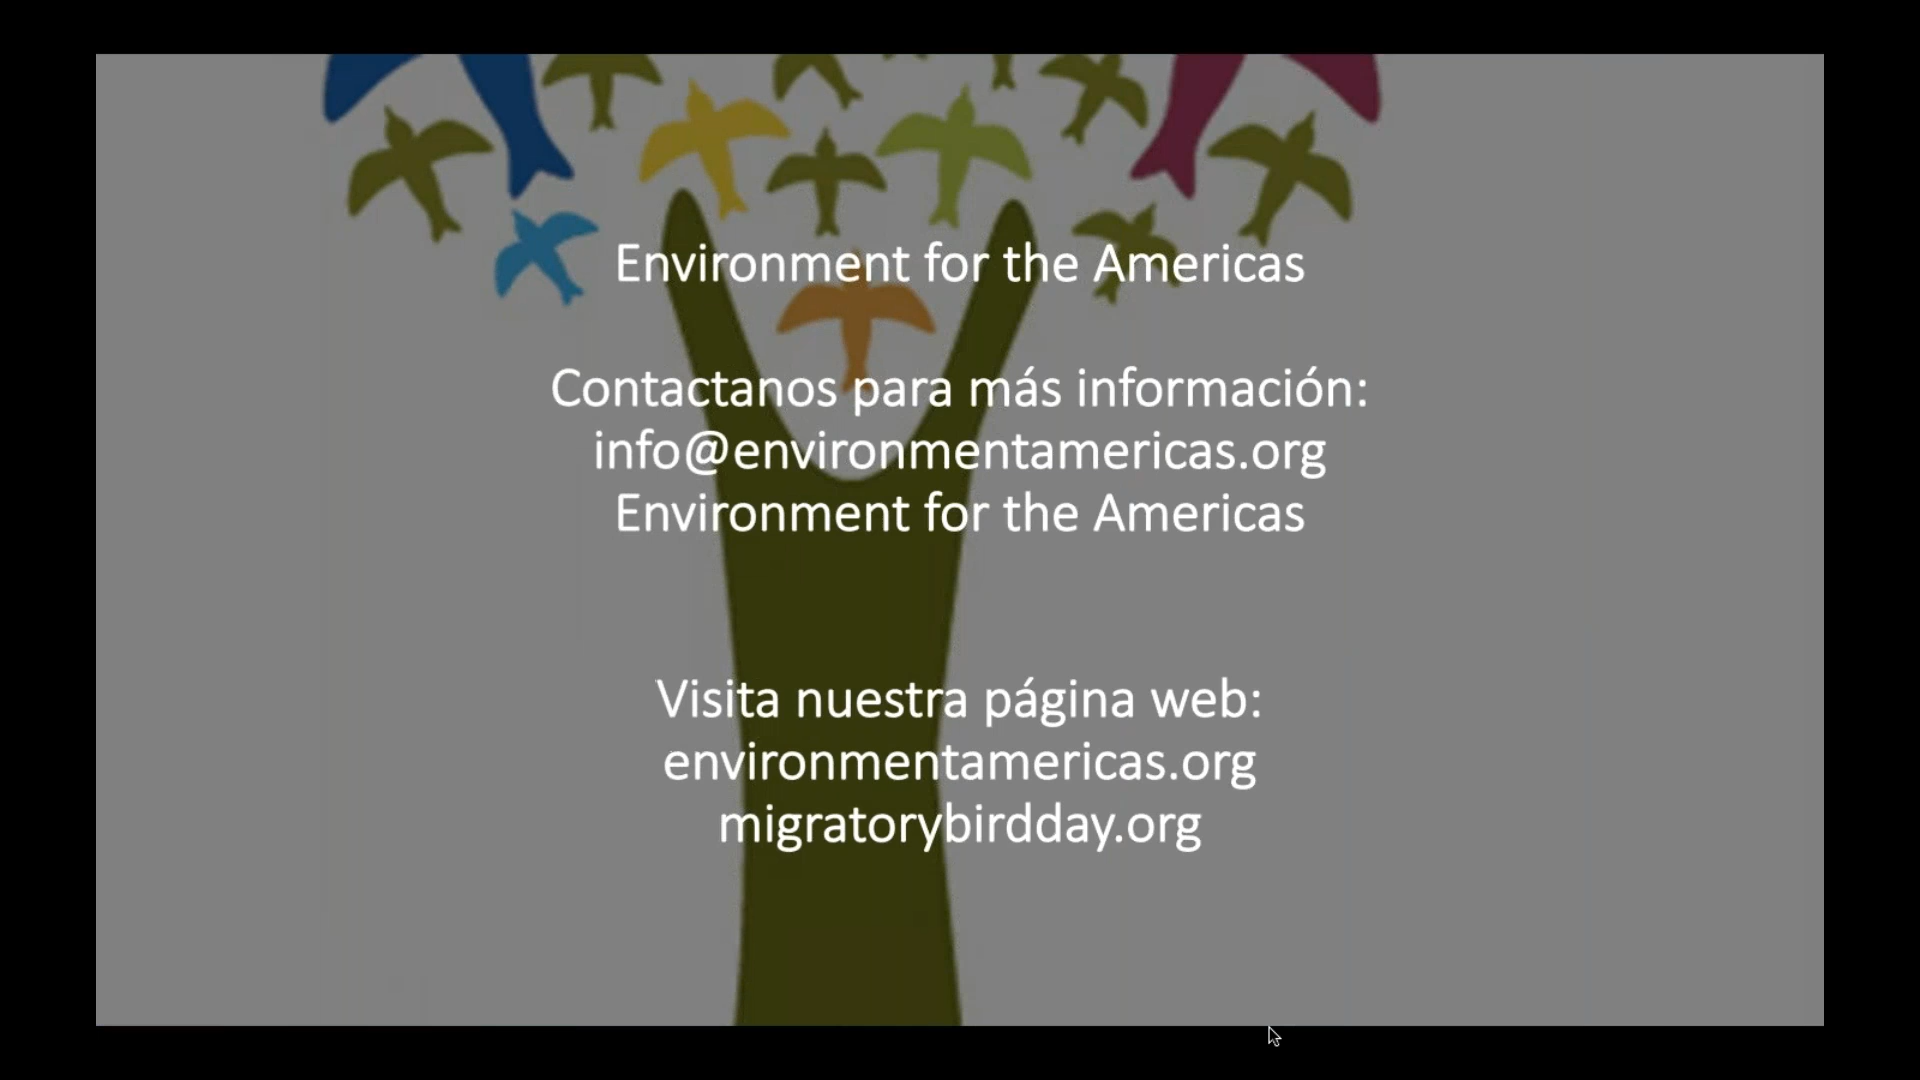 Environment for the Americas
Contactanos para más información:
info@environmentamericas.org
Environment for the Americas
Visita nuestra página web:
environmentamericas.org
migratorybirdday.org